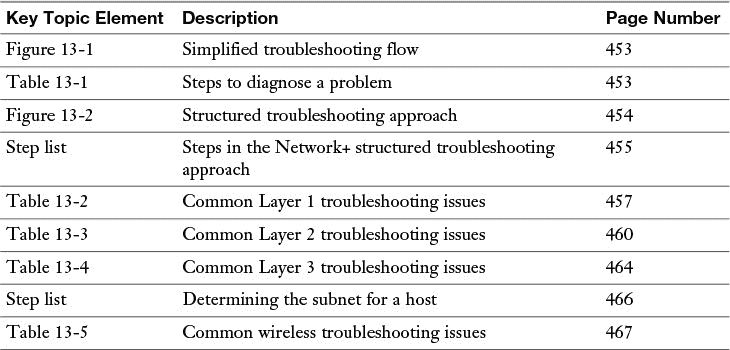 Key Topic Element Description Page Number
Figure 13-1 Simplified troubleshooting flow 453
Table 13-1 Steps to diagnose a problem 453
Figure 13-2 Structured troubleshooting approach 454
Step list Steps in the Network+ structured troubleshooting 455
approach
Table 13-2 Common Layer 1 troubleshooting issues 457
Table 13-3 Common Layer 2 troubleshooting issues 460
Table 13-4 Common Layer 3 troubleshooting issues 464
Step list Determining the subnet for a host 466
Table 13-5 Common wireless troubleshooting issues 467